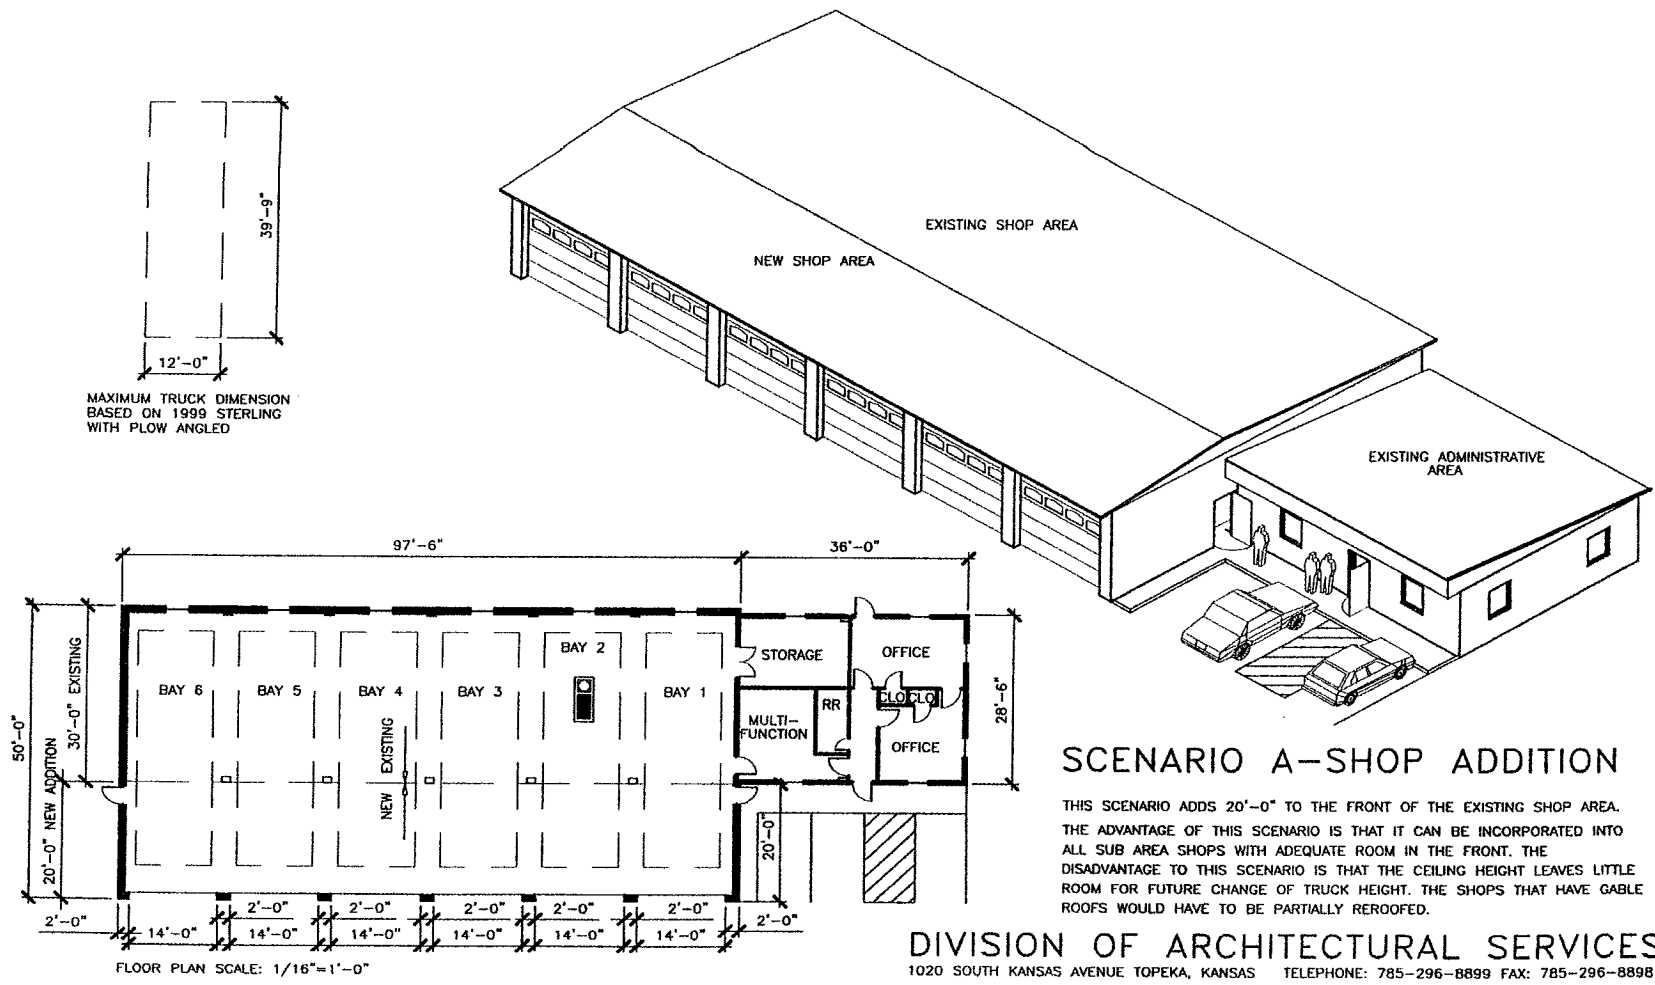 39'-9"
12'-0"
MAXIMUM TRUCK DIMENSION
BASED ON 1999 STERLING
WITH PLOW ANGLED
EXISTING SHOP AREA
NEW SHOP AREA
EXISTING ADMINISTRATIVE
AREA
97'-6"
36'-0"
50'-0"
30'-0" EXISTING
20'-0" NEW ADDITION
BAY 6
BAY 5
BAY 4
BAY 3
BAY 2
BAY 1
NEW EXISTING
STORAGE
OFFICE
CLO CLO
RR
MULTI-
FUNCTION
OFFICE
28'-6"
20'-0"
2'-0" 2'-0" 2'-0" 2'-0" 2'-0" 2'-0" 2'-0"
14'-0" 14'-0" 14'-0" 14'-0" 14'-0" 14'-0"
FLOOR PLAN SCALE: 1/16"=1'-0"
SCENARIO A-SHOP ADDITION
THIS SCENARIO ADDS 20'-0" TO THE FRONT OF THE EXISTING SHOP AREA.
THE ADVANTAGE OF THIS SCENARIO IS THAT IT CAN BE INCORPORATED INTO
ALL SUB AREA SHOPS WITH ADEQUATE ROOM IN THE FRONT. THE
DISADVANTAGE TO THIS SCENARIO IS THAT THE CEILING HEIGHT LEAVES LITTLE
ROOM FOR FUTURE CHANGE OF TRUCK HEIGHT. THE SHOPS THAT HAVE GABLE
ROOFS WOULD HAVE TO BE PARTIALLY REROOFED.
DIVISION OF ARCHITECTURAL SERVICES
1020 SOUTH KANSAS AVENUE TOPEKA, KANSAS TELEPHONE: 785-296-8899 FAX: 785-296-8898